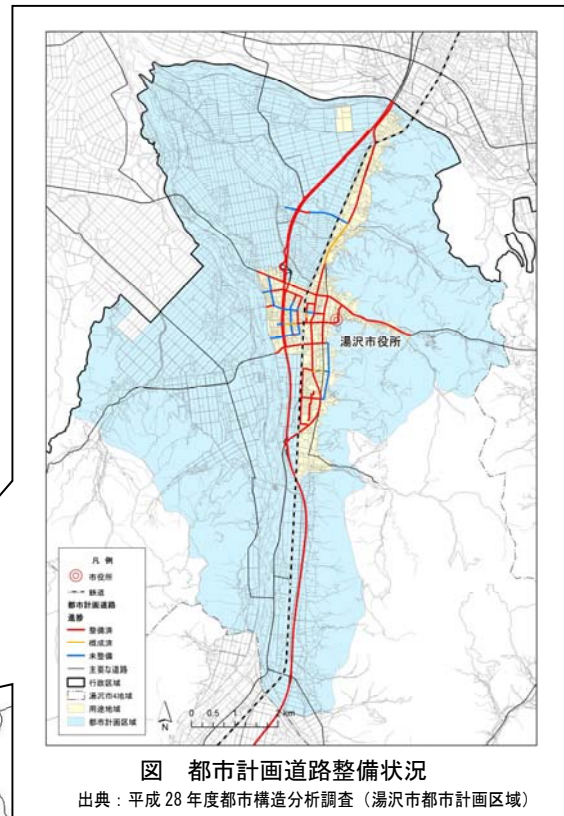 湯沢市役所
凡 例
市役所
鉄道
都市計画道路
進捗
整備済
概成済
未整備
主要な道路
行政区域
湯沢市4地域
用途地域
都市計画区域
N
0 0.5 1 2 km
図 都市計画道路整備状況
出典：平成 28 年度都市構造分析調査（湯沢市都市計画区域）